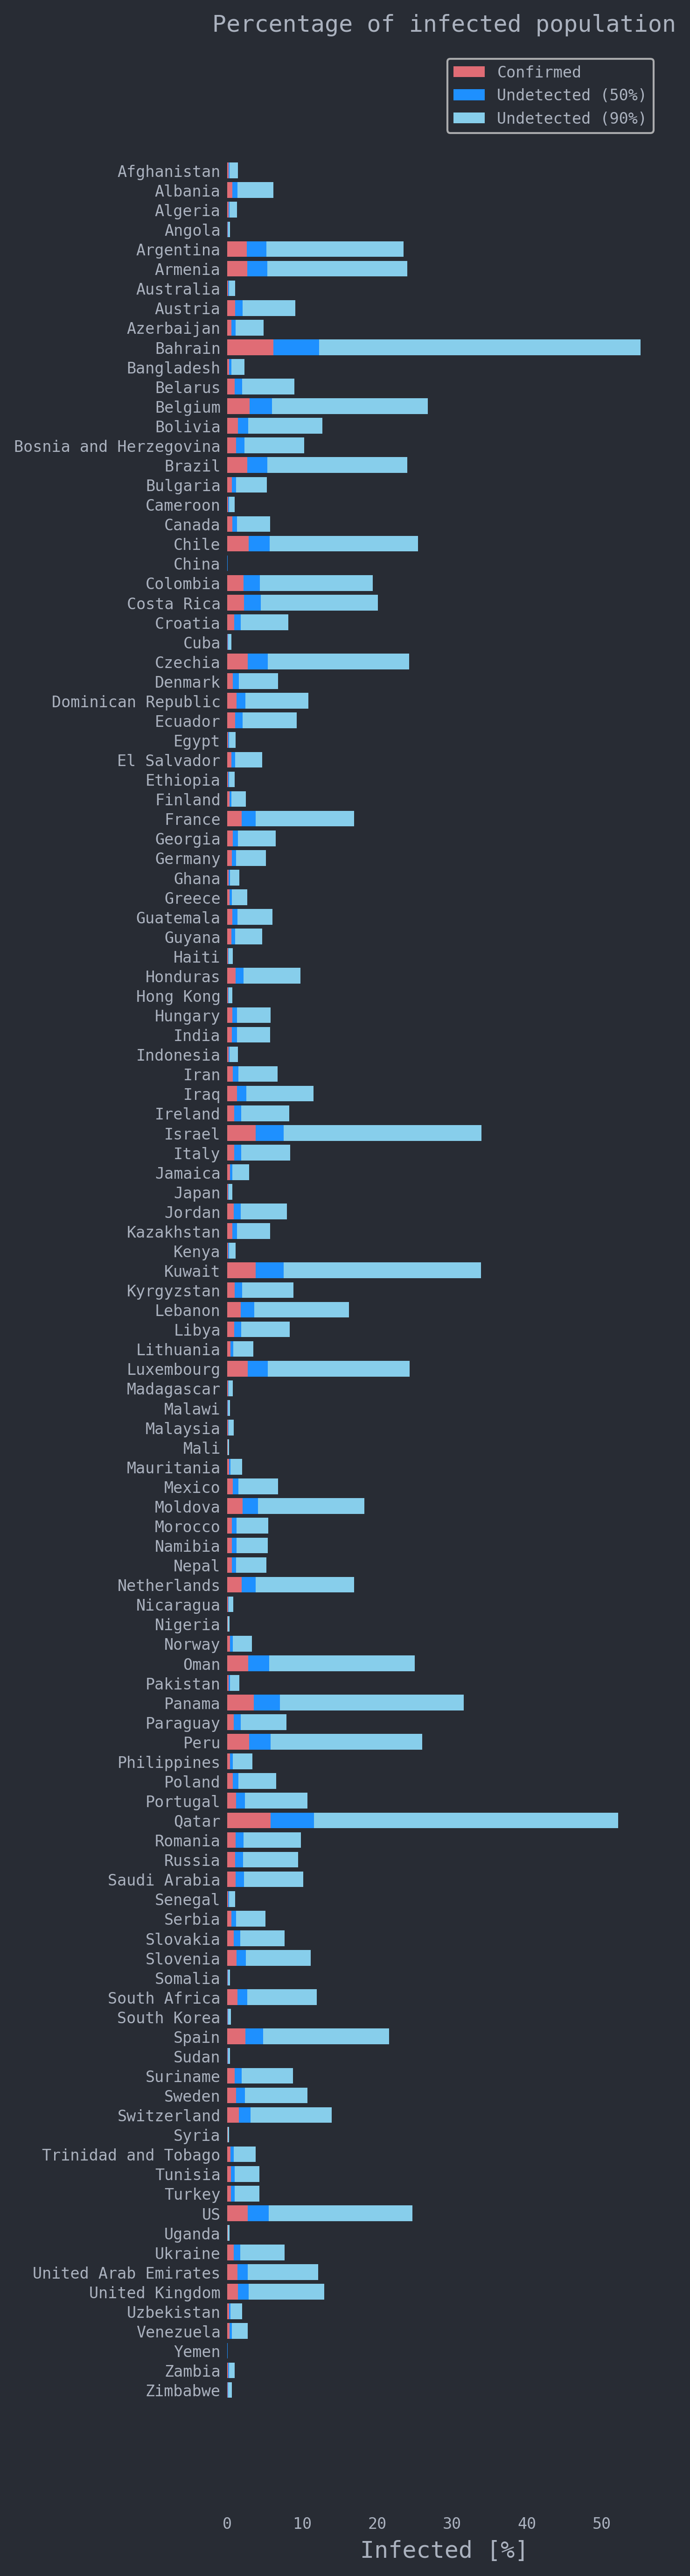 Percentage of infected population
Confirmed
Undetected (50%)
Undetected (90%)
Afghanistan
Albania
Algeria
Angola
Argentina
Armenia
Australia
Austria
Azerbaijan
Bahrain
Bangladesh
Belarus
Belgium
Bolivia
Bosnia and Herzegovina
Brazil
Bulgaria
Cameroon
Canada
Chile
China
Colombia
Costa Rica
Croatia
Cuba
Czechia
Denmark
Dominican Republic
Ecuador
Egypt
El Salvador
Ethiopia
Finland
France
Georgia
Germany
Ghana
Greece
Guatemala
Guyana
Haiti
Honduras
Hong Kong
Hungary
India
Indonesia
Iran
Iraq
Ireland
Israel
Italy
Jamaica
Japan
Jordan
Kazakhstan
Kenya
Kuwait
Kyrgyzstan
Lebanon
Libya
Lithuania
Luxembourg
Madagascar
Malawi
Malaysia
Mali
Mauritania
Mexico
Moldova
Morocco
Namibia
Nepal
Netherlands
Nicaragua
Nigeria
Norway
Oman
Pakistan
Panama
Paraguay
Peru
Philippines
Poland
Portugal
Qatar
Romania
Russia
Saudi Arabia
Senegal
Serbia
Slovakia
Slovenia
Somalia
South Africa
South Korea
Spain
Sudan
Suriname
Sweden
Switzerland
Syria
Trinidad and Tobago
Tunisia
Turkey
US
Uganda
Ukraine
United Arab Emirates
United Kingdom
Uzbekistan
Venezuela
Yemen
Zambia
Zimbabwe
0 10 20 30 40 50
Infected [%]